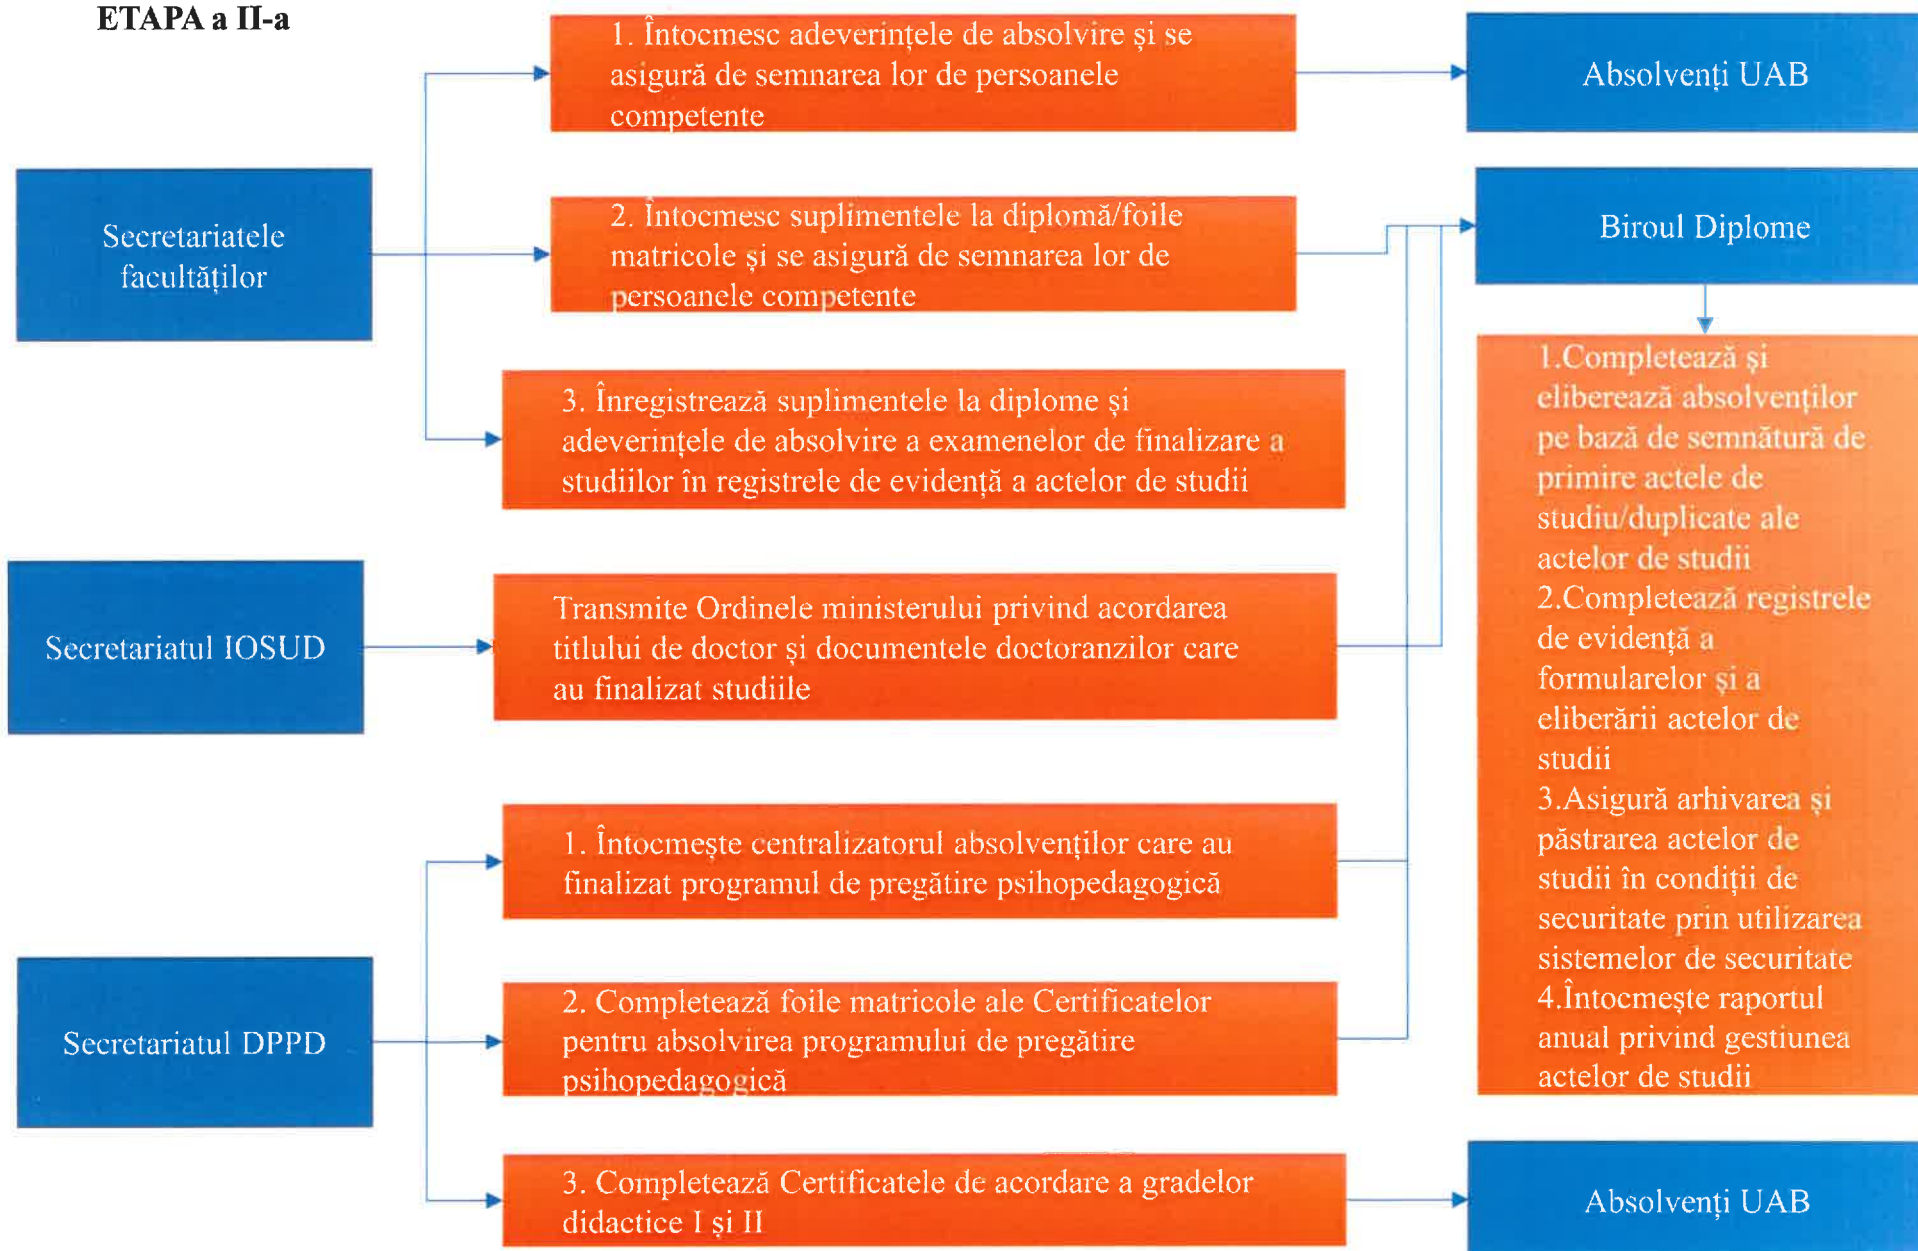 ETAPA a II-a
1. Întocmesc adeverințele de absolvire și se
asigură de semnarea lor de persoanele
competente
Absolvenți UAB
Secretariatele
facultăților
2. Întocmesc suplimentele la diplomă/foile
matricole și se asigură de semnarea lor de
persoanele competente
Biroul Diplome
3. Înregistrează suplimentele la diplome și
adeverințele de absolvire a examenelor de finalizare a
studiilor în registrele de evidență a actelor de studii
1.Completează și
eliberează absolvenților
pe bază de semnătură de
primire actele de
studiu/duplicate ale
actelor de studii
2.Completează registrele
de evidență a
formularelor și a
eliberării actelor de
studii
3.Asigură arhivarea și
păstrarea actelor de
studii în condiții de
securitate prin utilizarea
sistemelor de securitate
4.Întocmește raportul
anual privind gestiunea
actelor de studii
Secretariatul IOSUD
Transmite Ordinele ministerului privind acordarea
titlului de doctor și documentele doctoranzilor care
au finalizat studiile
Secretariatul DPPD
1. Întocmește centralizatorul absolvenților care au
finalizat programul de pregătire psihopedagogică
2. Completează foile matricole ale Certificatelor
pentru absolvirea programului de pregătire
psihopedagogică
3. Completează Certificatele de acordare a gradelor
didactice I și II
Absolvenți UAB